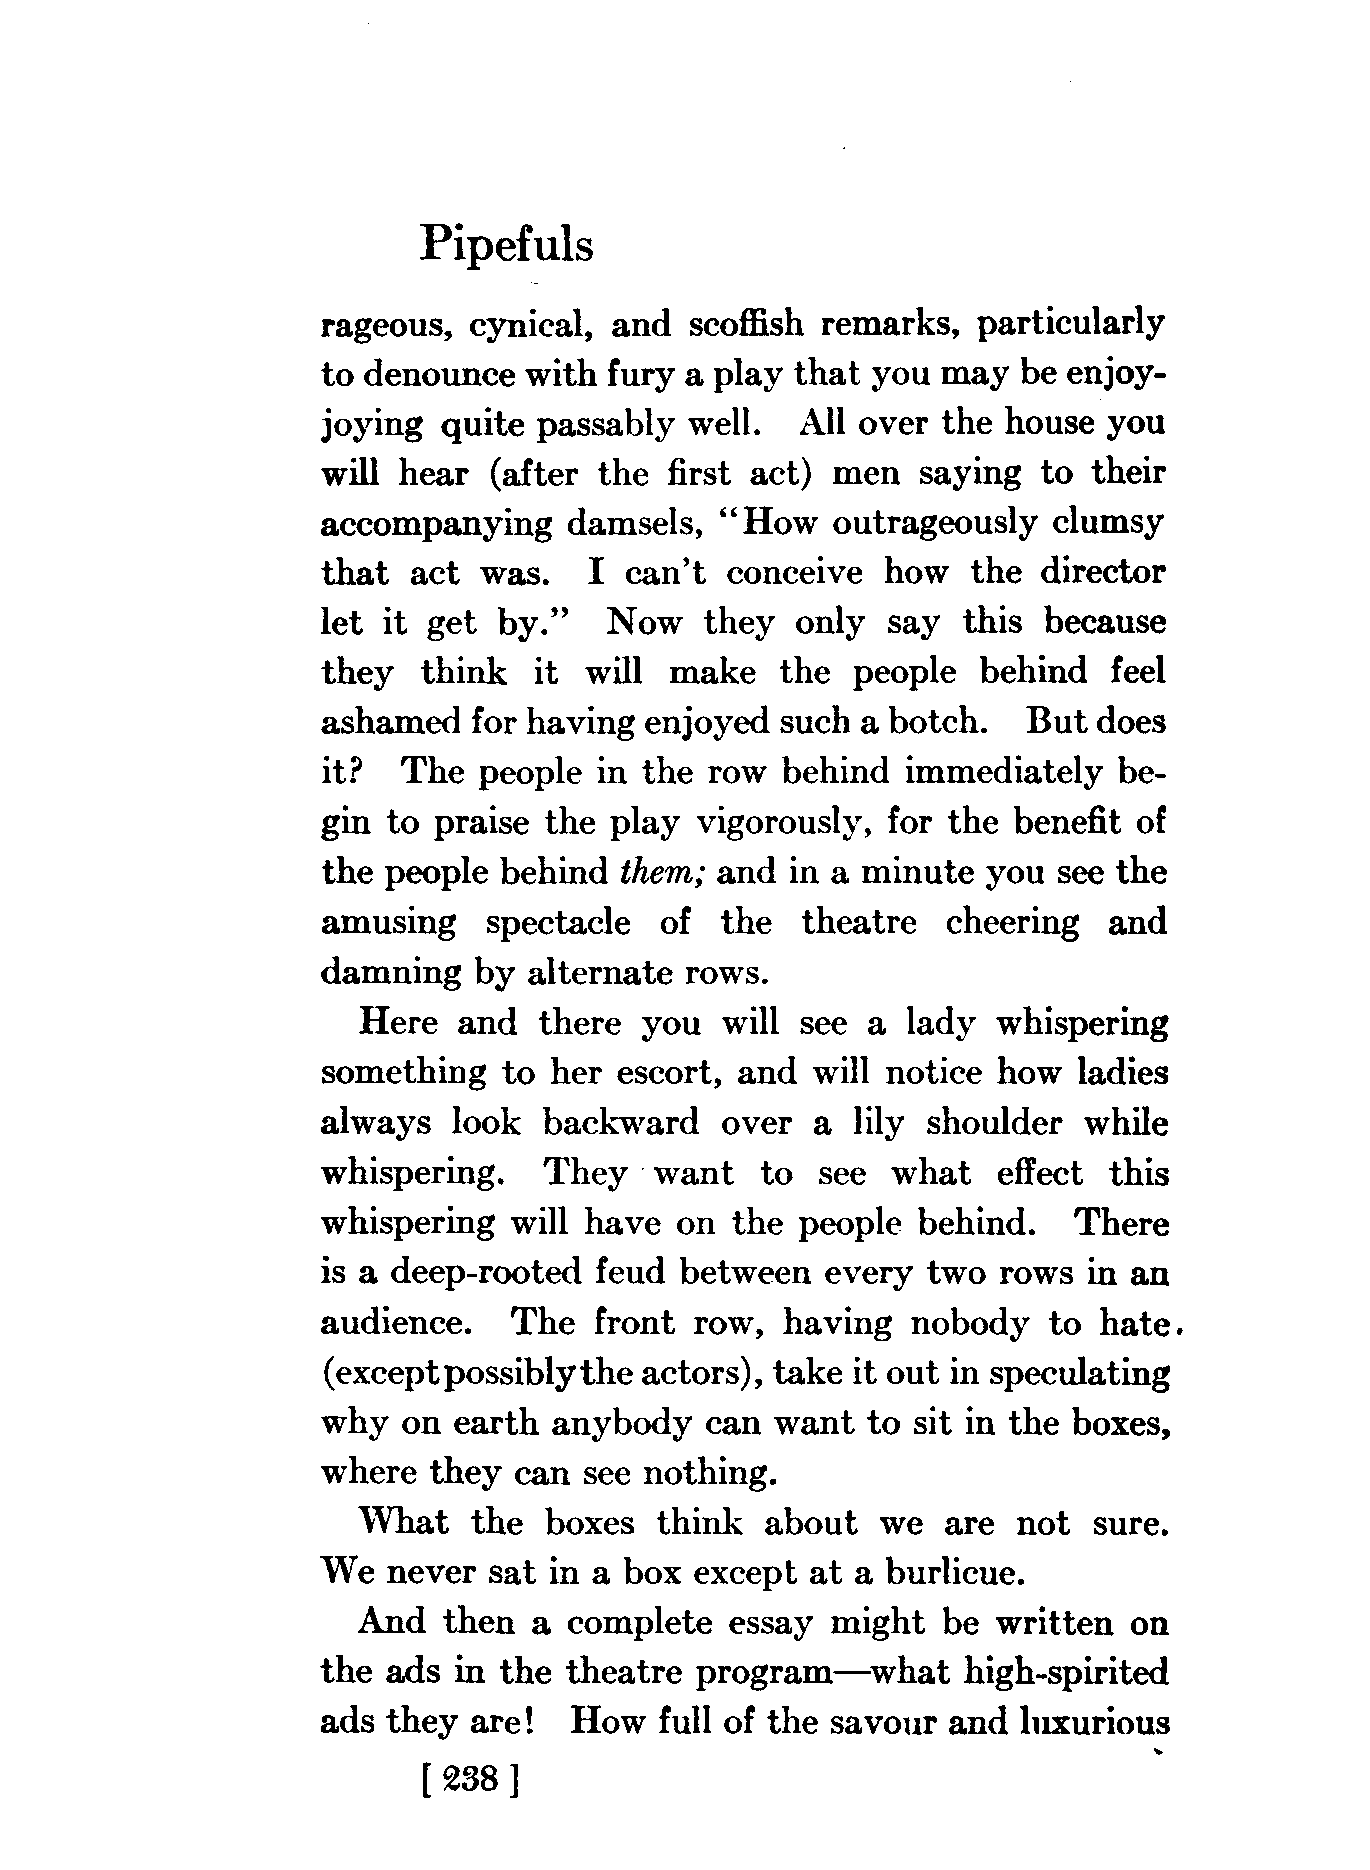 Pipefuls
rageous, cynical, and scoffish remarks, particularly
to denounce with fury a play that you may be enjoy-
joying quite passably well. All over the house you
will hear (after the first act) men saying to their
accompanying damsels, "How outrageously clumsy
that act was. I can't conceive how the director
let it get by." Now they only say this because
they think it will make the people behind feel
ashamed for having enjoyed such a botch. But does
it? The people in the row behind immediately be-
gin to praise the play vigorously, for the benefit of
the people behind them; and in a minute you see the
amusing spectacle of the theatre cheering and
damning by alternate rows.
Here and there you will see a lady whispering
something to her escort, and will notice how ladies
always look backward over a lily shoulder while
whispering. They want to see what effect this
whispering will have on the people behind. There
is a deep-rooted feud between every two rows in an
audience. The front row, having nobody to hate.
(except possibly the actors), take it out in speculating
why on earth anybody can want to sit in the boxes,
where they can see nothing.
What the boxes think about we are not sure.
We never sat in a box except at a burlicue.
And then a complete essay might be written on
the ads in the theatre program—what high-spirited
ads they are! How full of the savour and luxurious
[ 238 ]